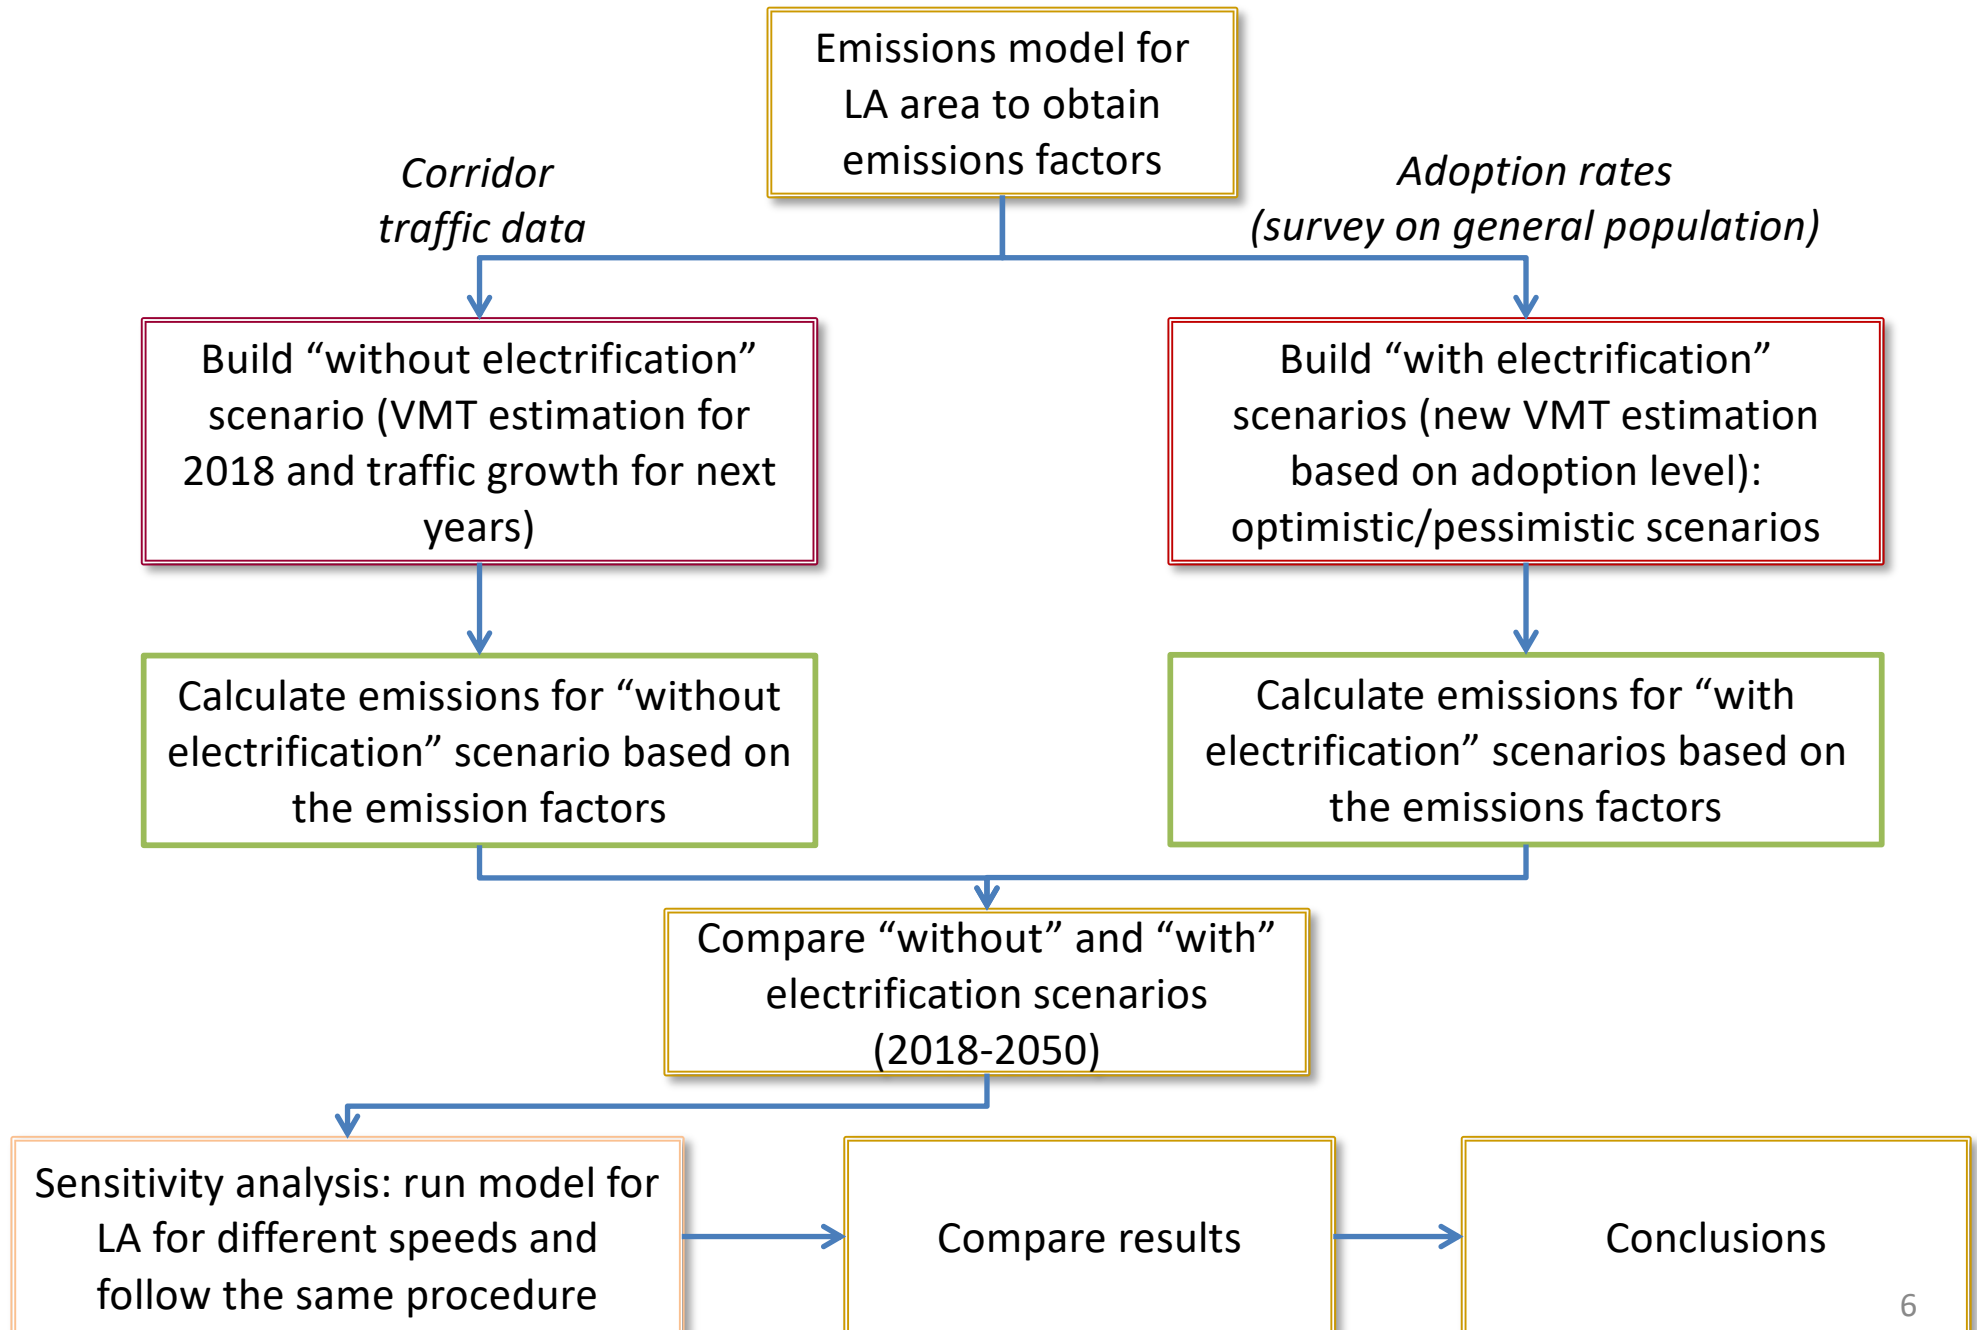 Emissions model for
LA area to obtain
emissions factors
Corridor
traffic data
Adoption rates
(survey on general population)
Build “without electrification”
scenario (VMT estimation for
2018 and traffic growth for next
years)
Build “with electrification”
scenarios (new VMT estimation
based on adoption level):
optimistic/pessimistic scenarios
Calculate emissions for “without
electrification” scenario based on
the emission factors
Calculate emissions for “with
electrification” scenarios based on
the emissions factors
Compare “without” and “with”
electrification scenarios
(2018-2050)
Sensitivity analysis: run model for
LA for different speeds and
follow the same procedure
Compare results
Conclusions
6